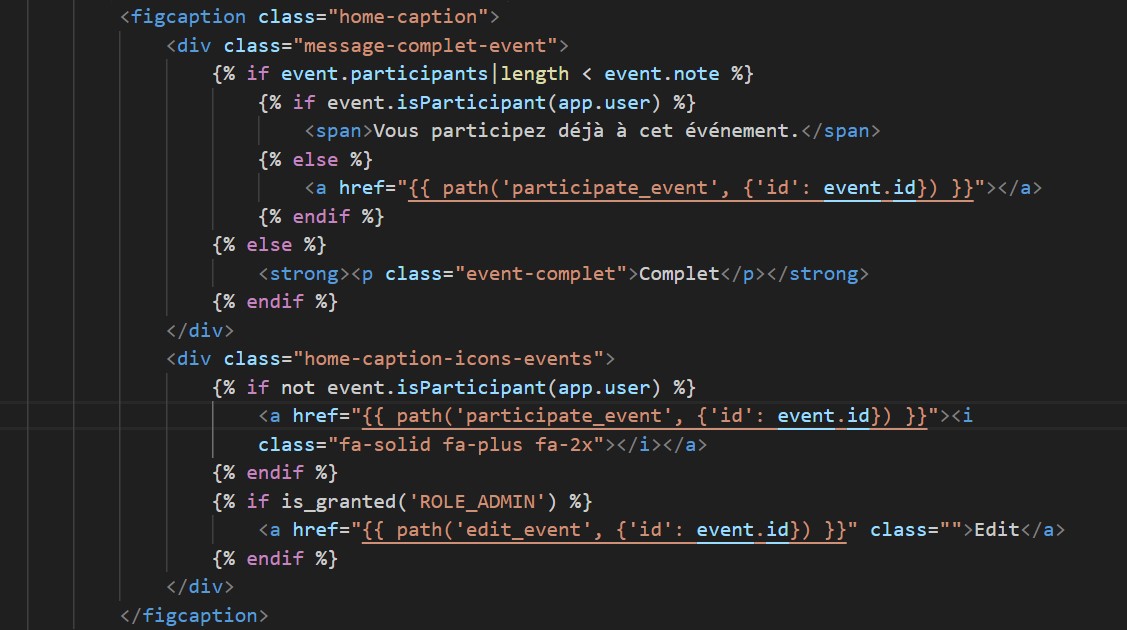 <figcaption class="home-caption">
<div class="message-complet-event">
{% if event.participants|length < event.note %}
{% if event.isParticipant(app.user) %}
<span>Vous participez déjà à cet événement.</span>
{% else %}
<a href="{{ path('participate_event', {'id': event.id}) }}"></a>
{% endif %}
{% else %}
<strong><p class="event-complet">Complet</p></strong>
{% endif %}
</div>
<div class="home-caption-icons-events">
{% if not event.isParticipant(app.user) %}
<a href="{{ path('participate_event', {'id': event.id}) }}"><i
class="fa-solid fa-plus fa-2x"></i></a>
{% endif %}
{% if is_granted('ROLE_ADMIN') %}
<a href="{{ path('edit_event', {'id': event.id}) }}" class="">Edit</a>
{% endif %}
</div>
</figcaption>